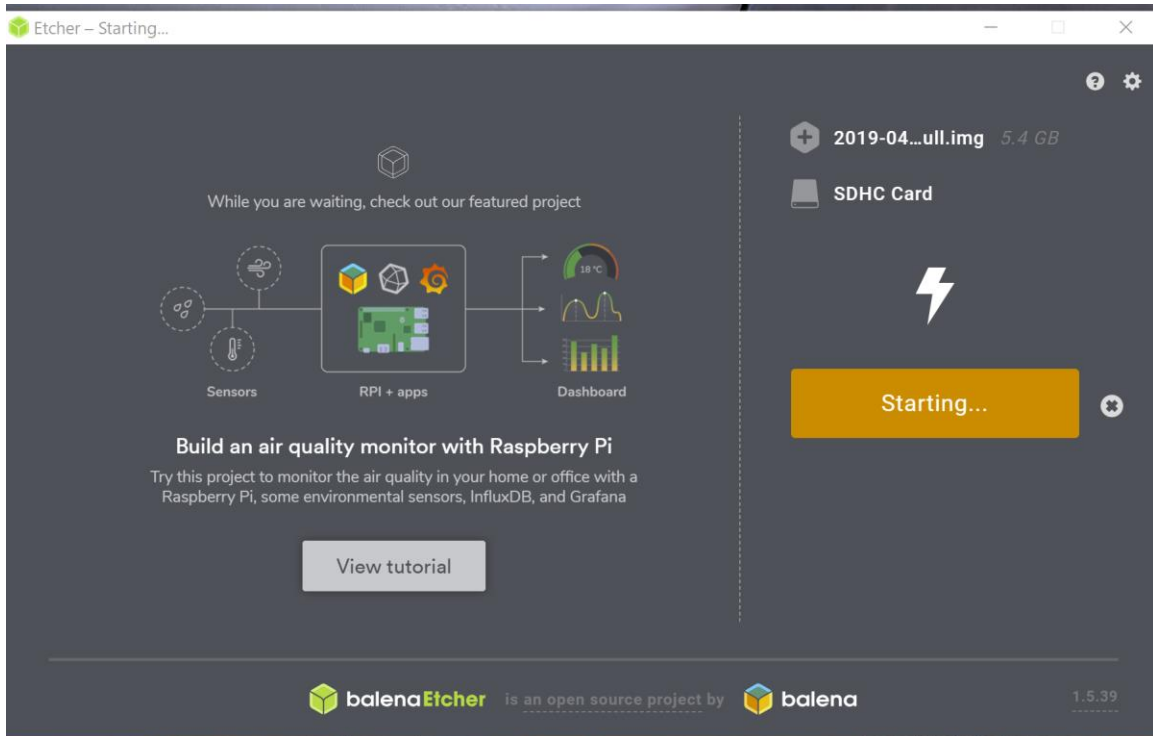 Etcher – Starting...
While you are waiting, check out our featured project
18 °C
Sensors
RPI + apps
Dashboard
Build an air quality monitor with Raspberry Pi
Try this project to monitor the air quality in your home or office with a
Raspberry Pi, some environmental sensors, InfluxDB, and Grafana
View tutorial
2019-04...ull.img 5.4 GB
SDHC Card
Starting...
balenaEtcher is an open source project by balena
1.5.39